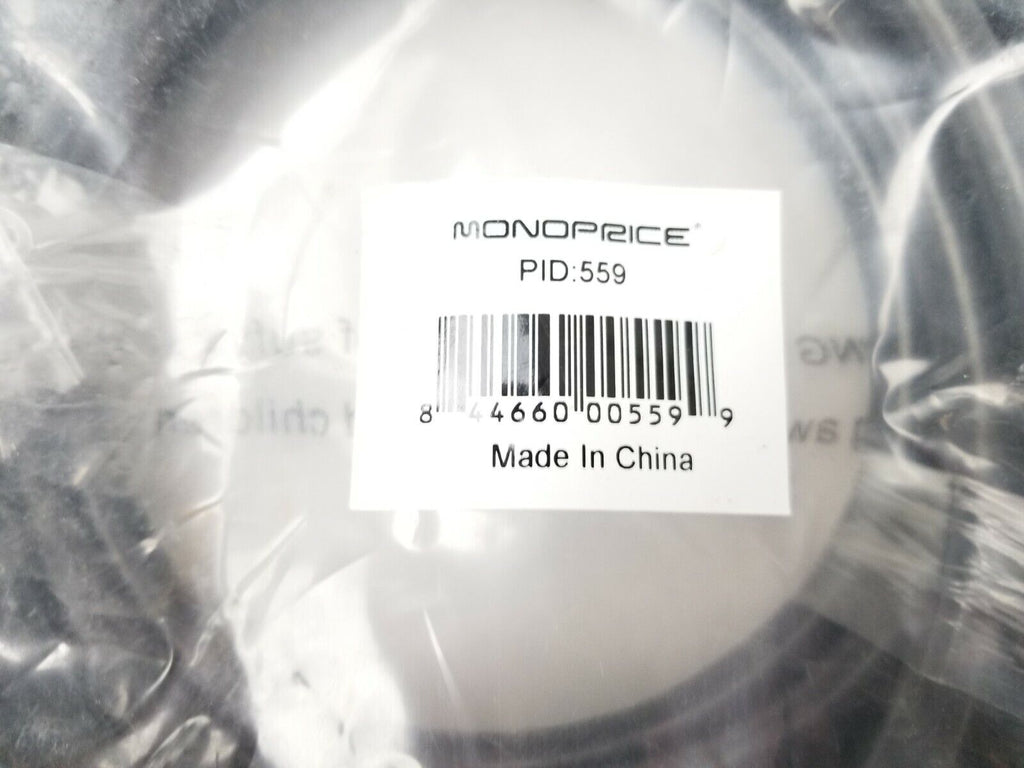 MONOPRICE
PID:559
8 44660 00559 9
Made In China